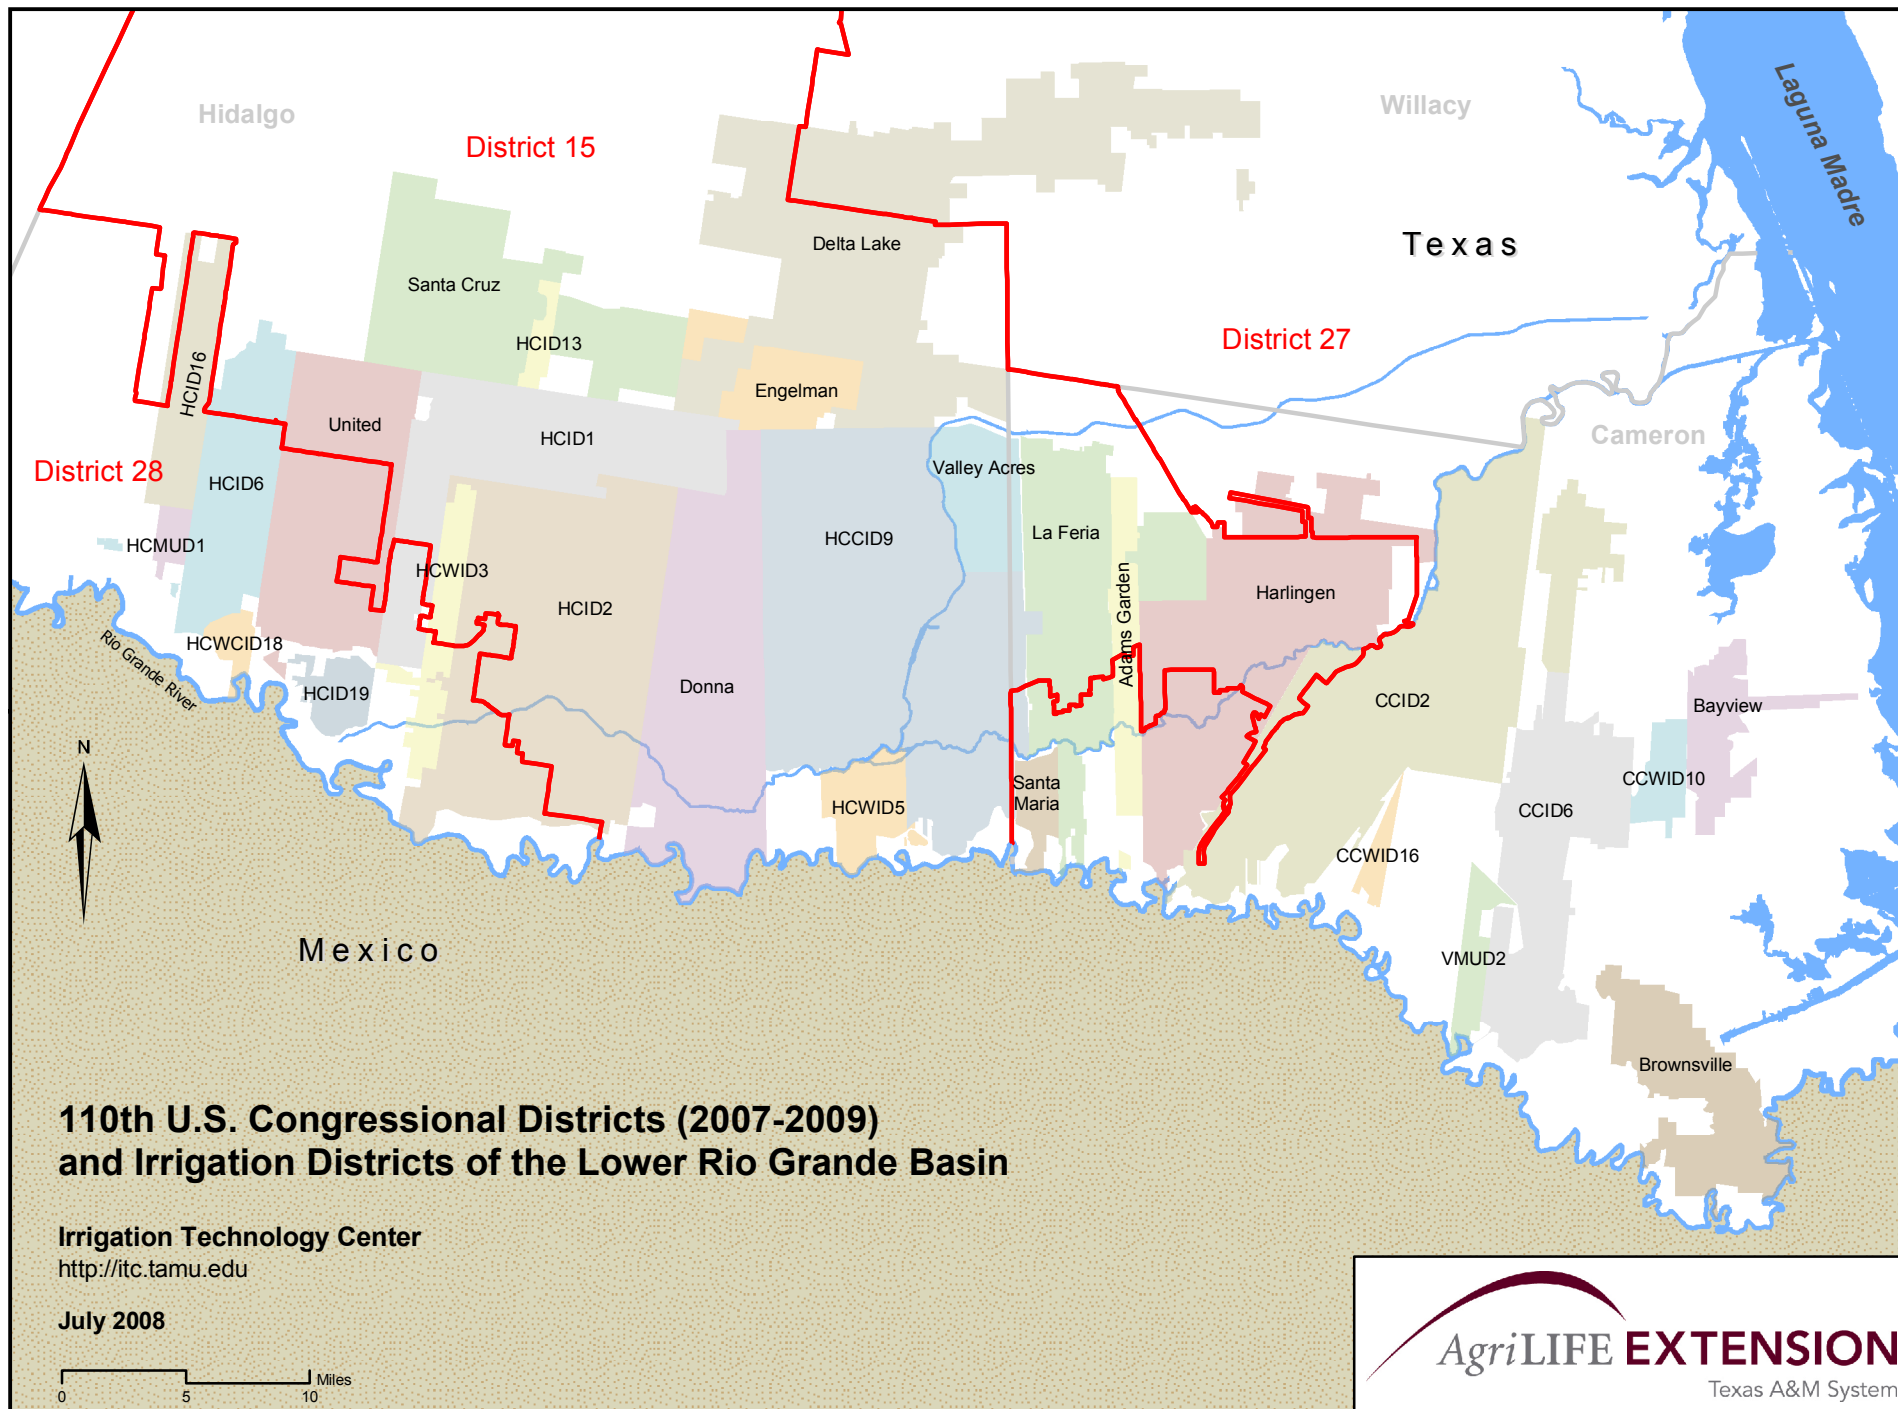 Hidalgo
Willacy
Laguna Madre
District 15
Delta Lake
Texas
Santa Cruz
HCID13
District 27
HCID16
Engelman
United
HCID1
Cameron
District 28
HCID6
Valley Acres
La Feria
HCMUD1
HCCID9
HCWID3
HCID2
Adams Garden
Harlingen
Rio Grande River
HCWCID18
HCID19
Donna
CCID2
Bayview
N
Santa
Maria
HCWID5
CCWID10
CCID6
CCWID16
Mexico
VMUD2
Brownsville
110th U.S. Congressional Districts (2007-2009)
and Irrigation Districts of the Lower Rio Grande Basin
Irrigation Technology Center
http://itc.tamu.edu
July 2008
Miles
0 5 10
AgriLIFE EXTENSION
Texas A&M System